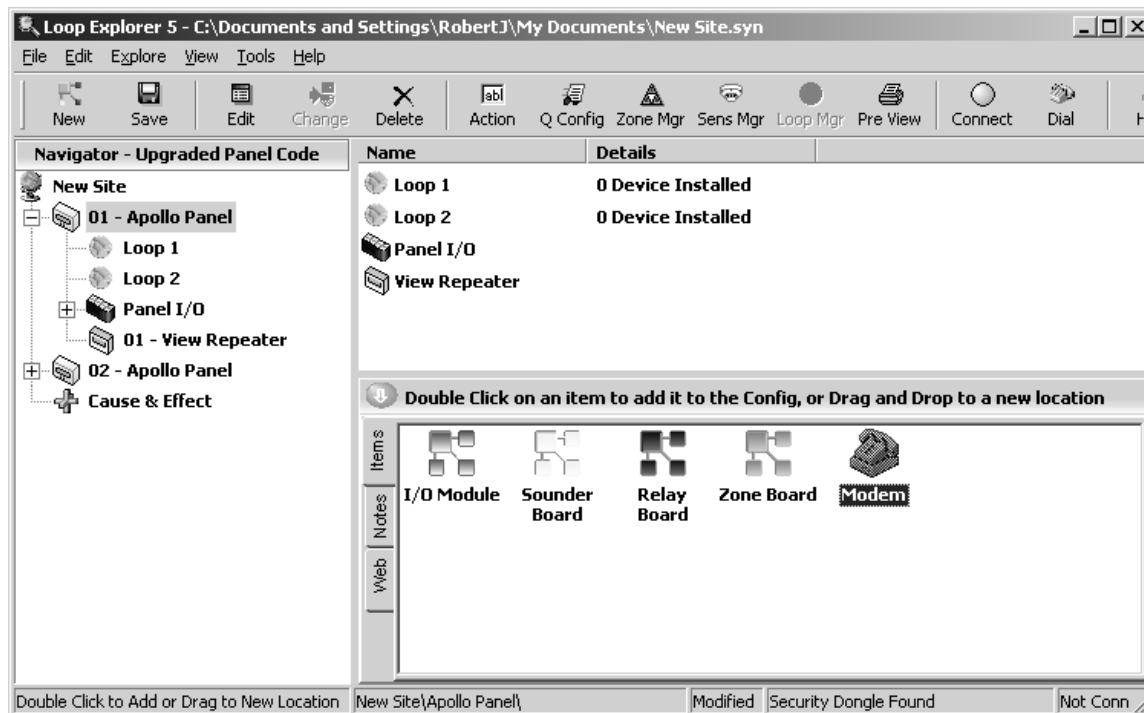 Loop Explorer 5 - C:\Documents and Settings\RobertJ\My Documents\New Site.syn
File Edit Explore View Tools Help
New Save Edit Change Delete Action Q Config Zone Mgr Sens Mgr Loop Mgr Pre View Connect Dial
Navigator - Upgraded Panel Code
New Site
01 - Apollo Panel
Loop 1
Loop 2
Panel I/O
01 - View Repeater
02 - Apollo Panel
Cause & Effect
Name Details
Loop 1 0 Device Installed
Loop 2 0 Device Installed
Panel I/O
View Repeater
Double Click on an item to add it to the Config, or Drag and Drop to a new location
Items
Notes
Web
I/O Module Sounder Relay Zone Board Modem
Board Board
Double Click to Add or Drag to New Location New Site\Apollo Panel\ Modified Security Dongle Found Not Conn